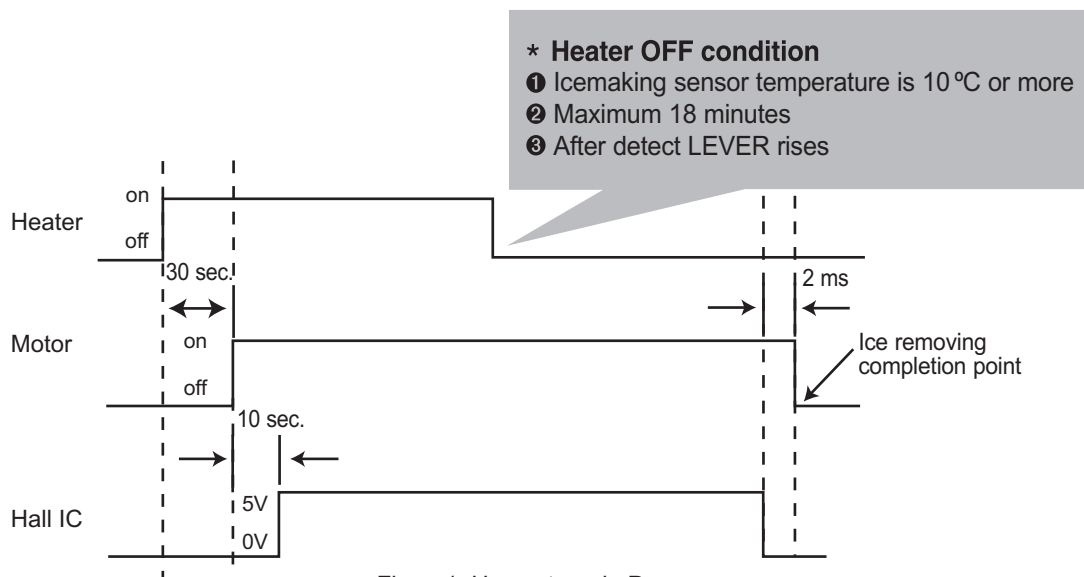 * Heater OFF condition
❶ Icemaking sensor temperature is 10 ºC or more
❷ Maximum 18 minutes
❸ After detect LEVER rises
on
Heater
off
30 sec.
2 ms
Motor
on
Ice removing
completion point
off
10 sec.
5V
Hall IC
0V